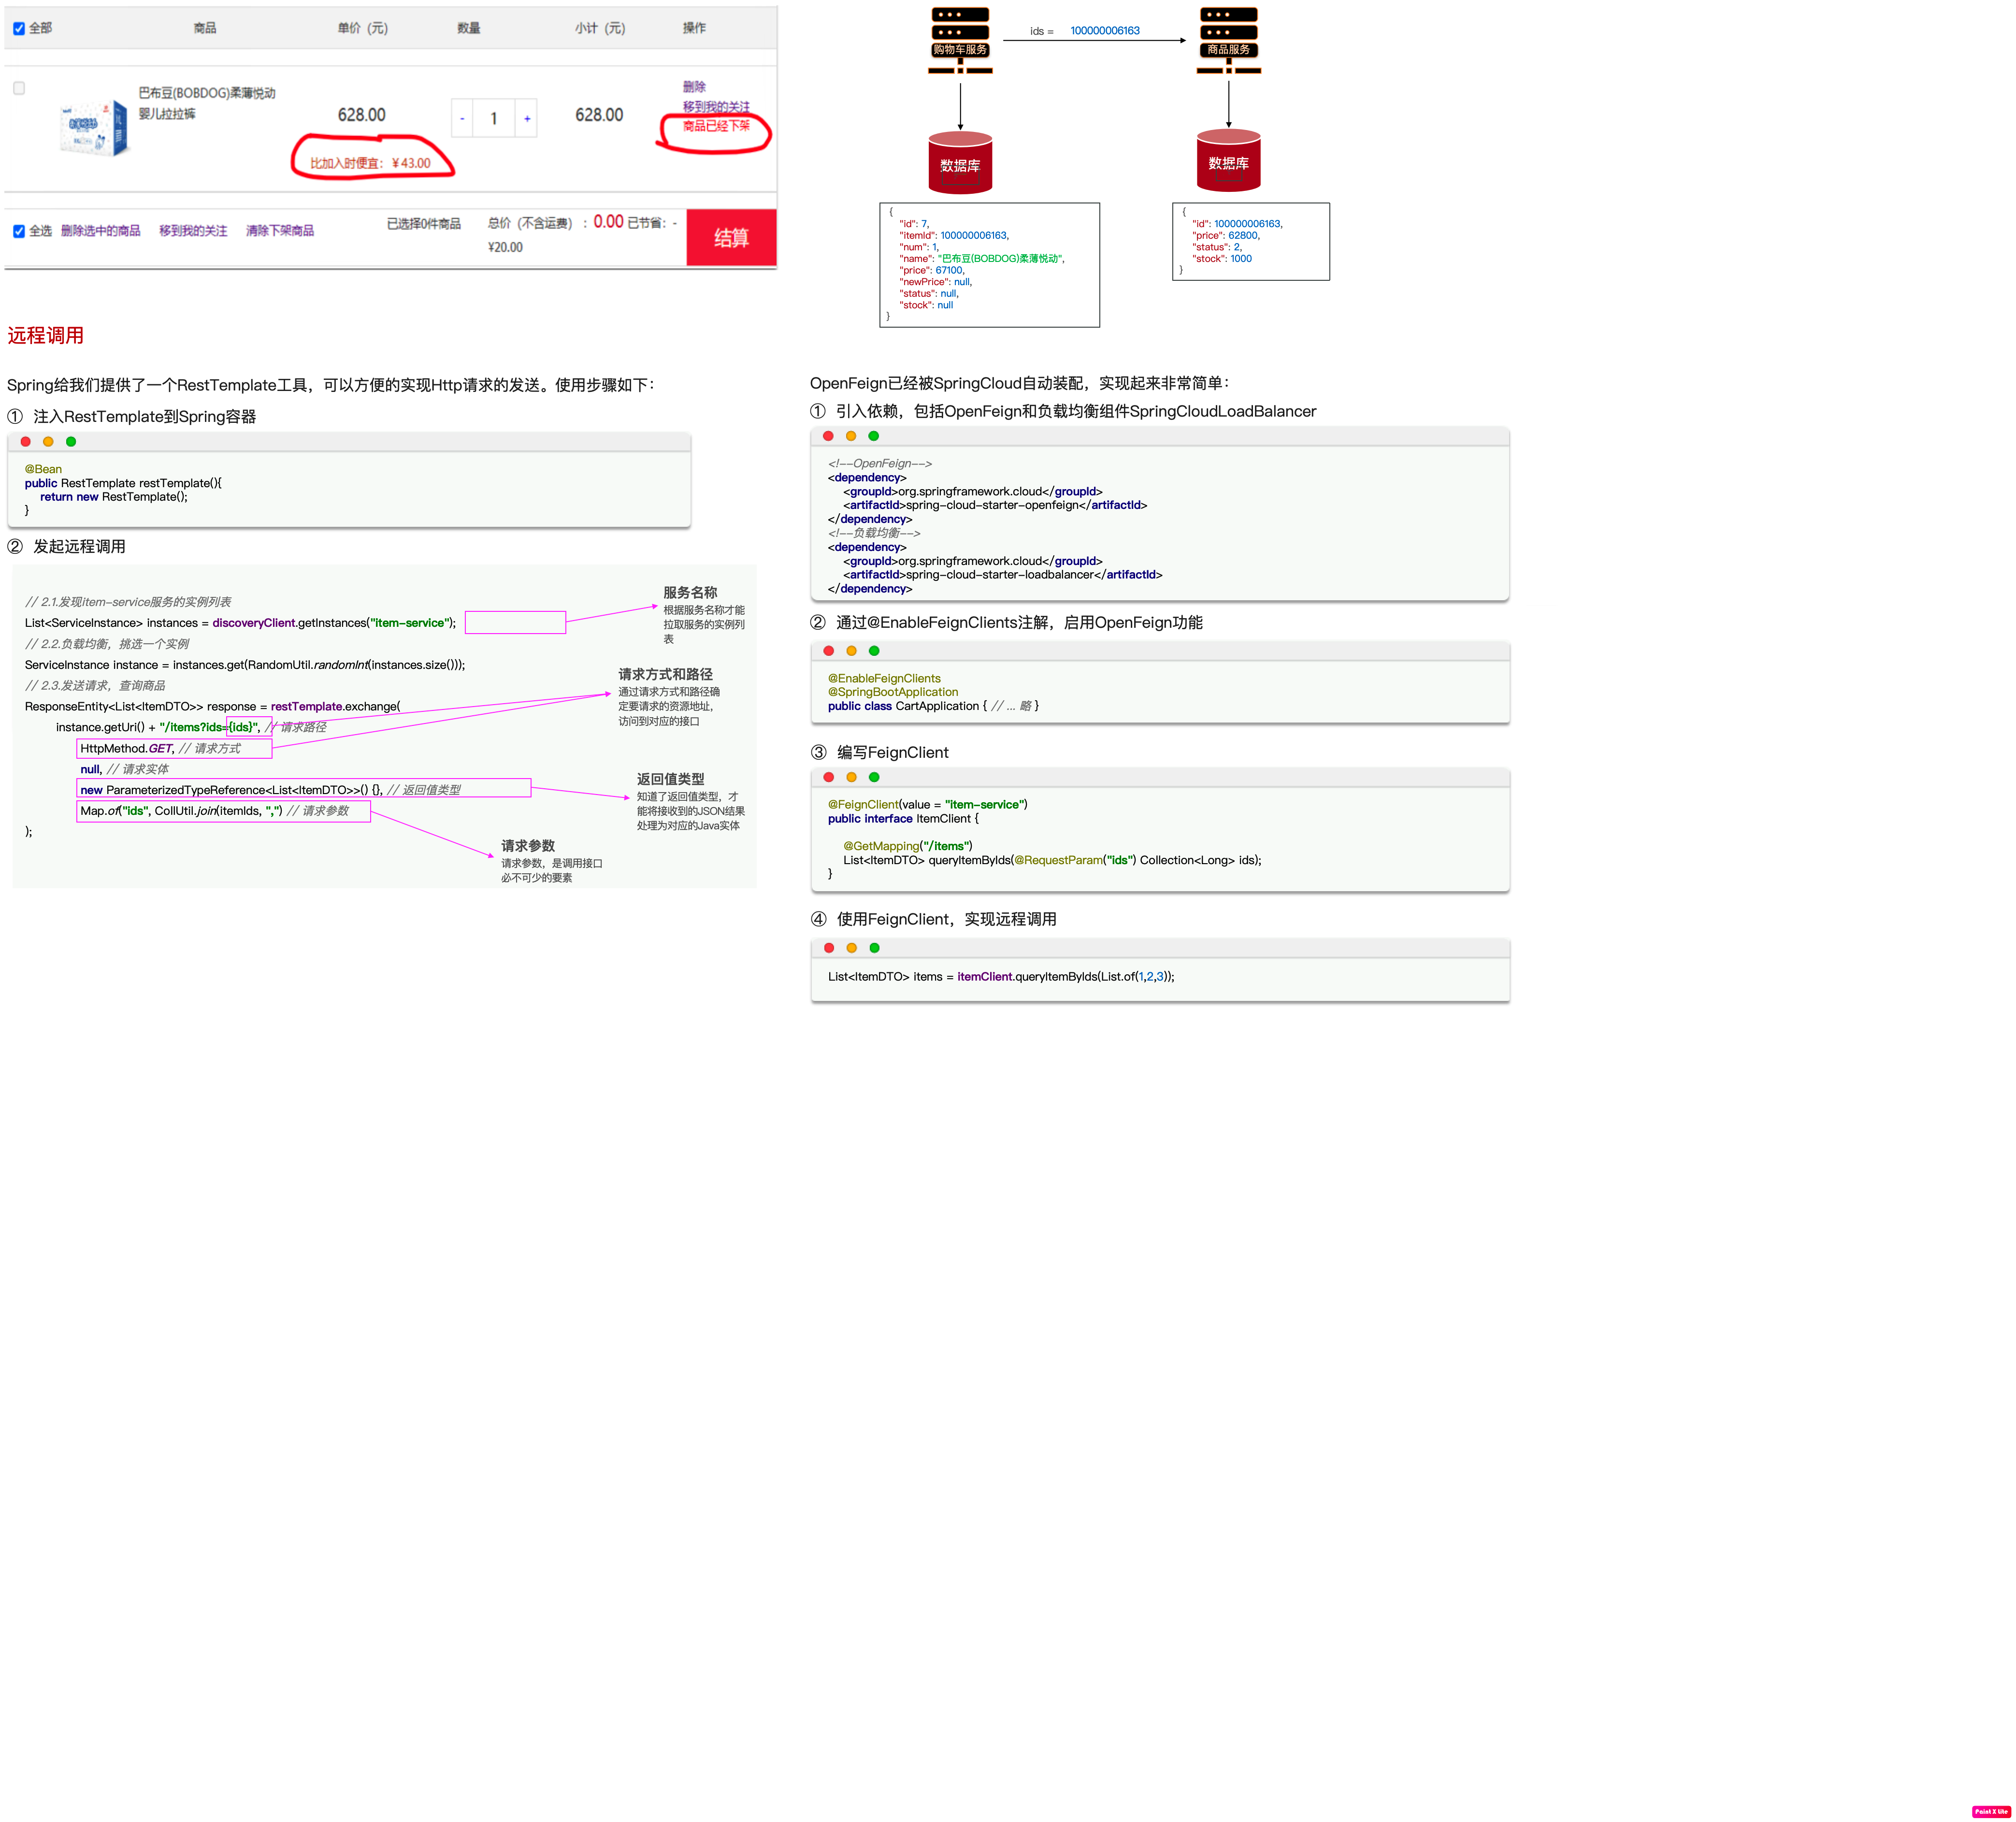 全部 商品 单价（元） 数量 小计（元） 操作
巴布豆(BOBDOG)柔薄悦动
婴儿拉拉裤
628.00
比加入时便宜：￥43.00
- 1 +
628.00
删除
移到我的关注
商品已经下架
全选 删除选中的商品 移到我的关注 清除下架商品 已选择0件商品 总价（不含运费）：0.00 已节省：-
¥20.00
结算
购物车服务
ids = 100000006163
商品服务
数据库
数据库
{
"id": 7,
"itemId": 100000006163,
"num": 1,
"name": "巴布豆(BOBDOG)柔薄悦动",
"price": 67100,
"newPrice": null,
"status": null,
"stock": null
}
{
"id": 100000006163,
"price": 62800,
"status": 2,
"stock": 1000
}
远程调用
Spring给我们提供了一个RestTemplate工具，可以方便的实现Http请求的发送。使用步骤如下：
① 注入RestTemplate到Spring容器
@Bean
public RestTemplate restTemplate(){
return new RestTemplate();
}
② 发起远程调用
// 2.1.发现item-service服务的实例列表
List<ServiceInstance> instances = discoveryClient.getInstances("item-service");
// 2.2.负载均衡，挑选一个实例
ServiceInstance instance = instances.get(RandomUtil.randomInt(instances.size()));
// 2.3.发送请求，查询商品
ResponseEntity<List<ItemDTO>> response = restTemplate.exchange(
instance.getUri() + "/items?ids={ids}", // 请求路径
HttpMethod.GET, // 请求方式
null, // 请求实体
new ParameterizedTypeReference<List<ItemDTO>>() {}, // 返回值类型
Map.of("ids", CollUtil.join(itemIds, ",") // 请求参数
);
服务名称
根据服务名称才能
拉取服务的实例列
表
请求方式和路径
通过请求方式和路径确
定要请求的资源地址，
访问到对应的接口
返回值类型
知道了返回值类型，才
能将接收到的JSON结果
处理为对应的Java实体
请求参数
请求参数，是调用接口
必不可少的要素
OpenFeign已经被SpringCloud自动装配，实现起来非常简单：
① 引入依赖，包括OpenFeign和负载均衡组件SpringCloudLoadBalancer
<!--OpenFeign-->
<dependency>
<groupId>org.springframework.cloud</groupId>
<artifactId>spring-cloud-starter-openfeign</artifactId>
</dependency>
<!--负载均衡-->
<dependency>
<groupId>org.springframework.cloud</groupId>
<artifactId>spring-cloud-starter-loadbalancer</artifactId>
</dependency>
② 通过@EnableFeignClients注解，启用OpenFeign功能
@EnableFeignClients
@SpringBootApplication
public class CartApplication { // ... 略 }
③ 编写FeignClient
@FeignClient(value = "item-service")
public interface ItemClient {
@GetMapping("/items")
List<ItemDTO> queryItemByIds(@RequestParam("ids") Collection<Long> ids);
}
④ 使用FeignClient，实现远程调用
List<ItemDTO> items = itemClient.queryItemByIds(List.of(1,2,3));
Paint X Lite